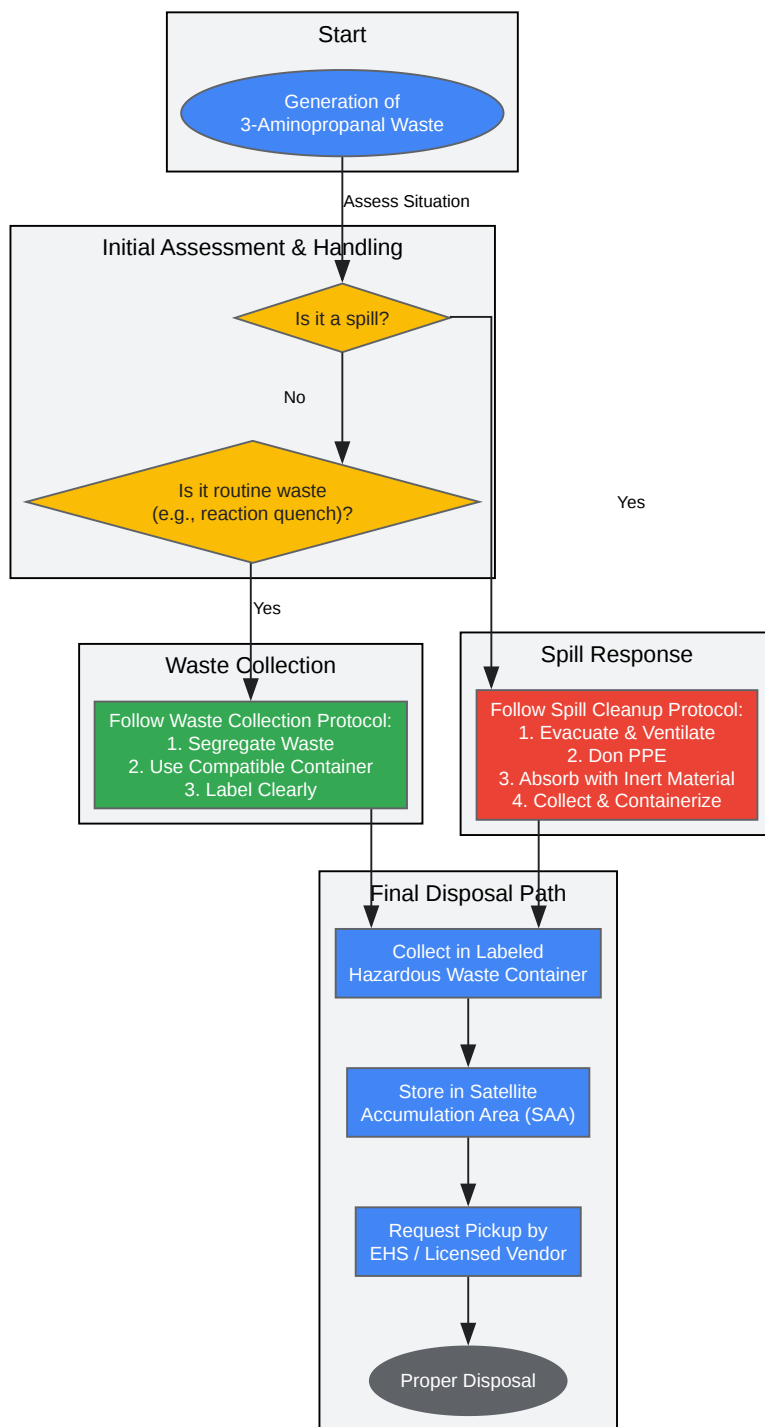 Start
Generation of
3-Aminopropanal Waste
Assess Situation
Initial Assessment & Handling
Is it a spill?
No
Is it routine waste
(e.g., reaction quench)?
Yes
Yes
Waste Collection
Follow Waste Collection Protocol:
1. Segregate Waste
2. Use Compatible Container
3. Label Clearly
Spill Response
Follow Spill Cleanup Protocol:
1. Evacuate & Ventilate
2. Don PPE
3. Absorb with Inert Material
4. Collect & Containerize
Final Disposal Path
Collect in Labeled
Hazardous Waste Container
Store in Satellite
Accumulation Area (SAA)
Request Pickup by
EHS / Licensed Vendor
Proper Disposal